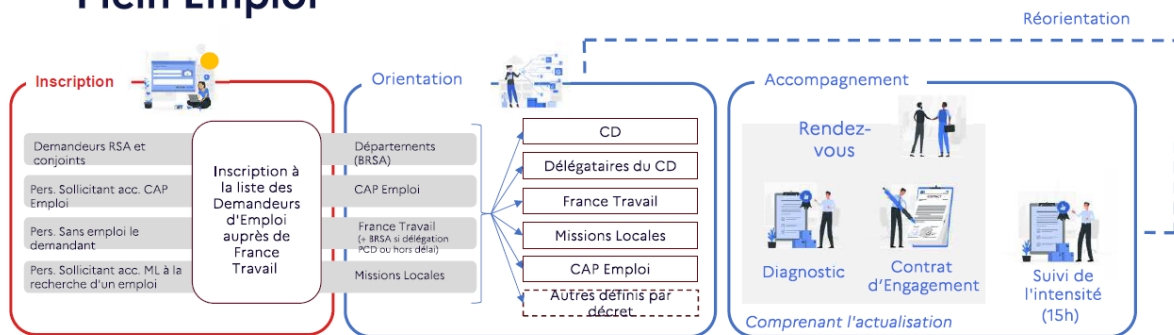 Plein Emploi
Réorientation
Inscription
Demandeurs RSA et
conjoints
Pers. Sollicitant acc. CAP
Emploi
Pers. Sans emploi le
demandant
Pers. Sollicitant acc. ML à la
recherche d'un emploi
Inscription à
la liste des
Demandeurs
d'Emploi
auprès de
France
Travail
Orientation
Départements
(BRSA)
CAP Emploi
France Travail
(+ BRSA si délégation
PCD ou hors délai)
Missions Locales
CD
Délégataires du CD
France Travail
Missions Locales
CAP Emploi
Autres définis par
décret
Accompagnement
Rendez-
vous
Diagnostic
Contrat
d'Engagement
Suivi de
l'intensité
(15h)
Comprenant l'actualisation